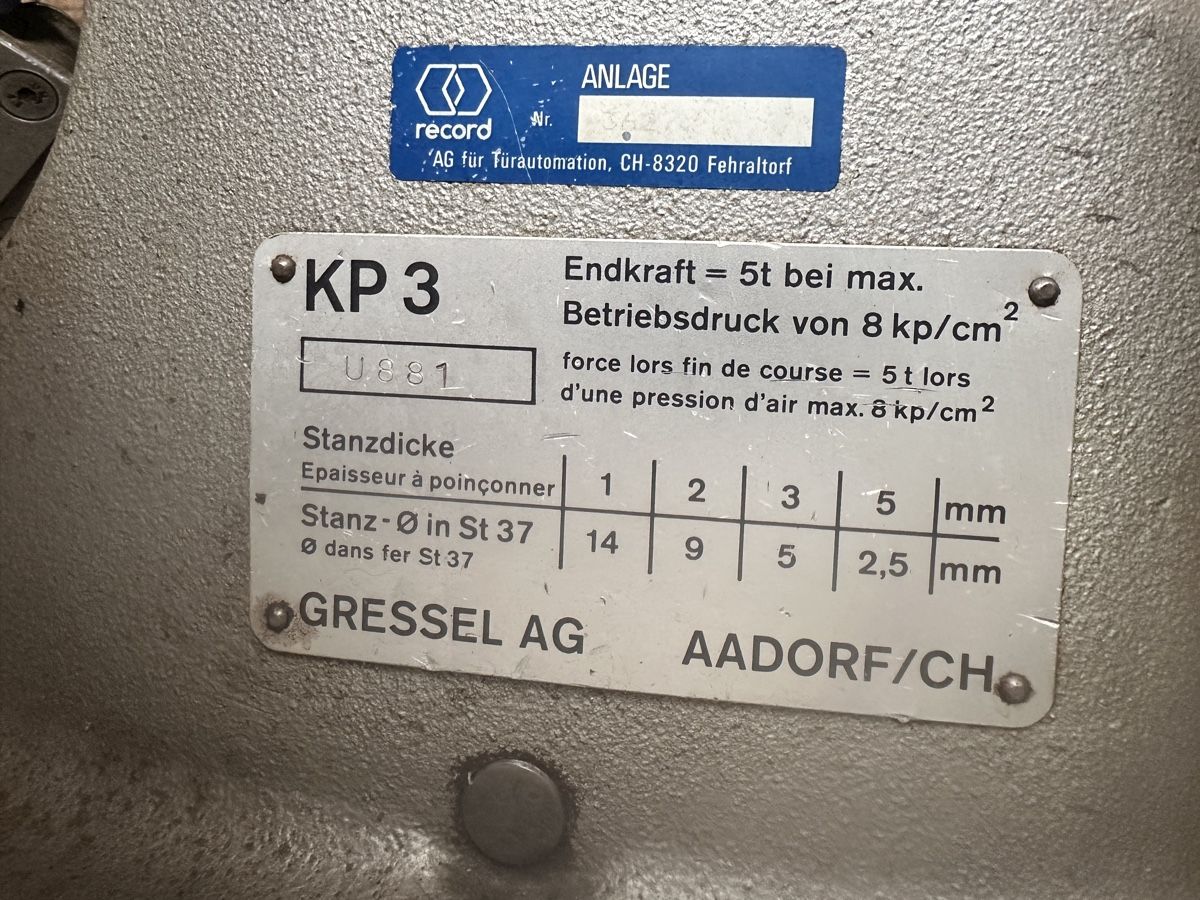 ANLAGE
record
Nr.
AG für Türautomation, CH-8320 Fehraltorf
KP 3
U881
Endkraft = 5t bei max.
Betriebsdruck von 8 kp/cm²
force lors fin de course = 5 t lors
d'une pression d'air max. 8 kp/cm²
Stanzdicke
Epaisseur à poinçonner 1 2 3 5 mm
Stanz-Ø in St 37
Ø dans fer St 37 14 9 5 2,5 mm
GRESSEL AG AADORF/CH